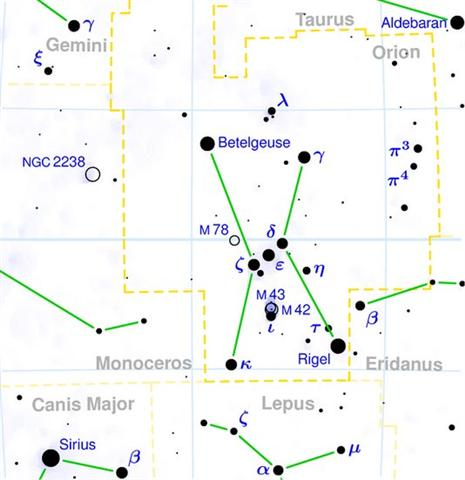 Taurus
Aldebaran
γ
Gemini
Orion
ξ
λ
Betelgeuse
γ
π³
NGC 2238
π⁴
M 78
δ
ζ
ε
η
M 43
M 42
ι
τ
β
Rigel
Monoceros
κ
Eridanus
Canis Major
Lepus
ζ
Sirius
β
μ
α